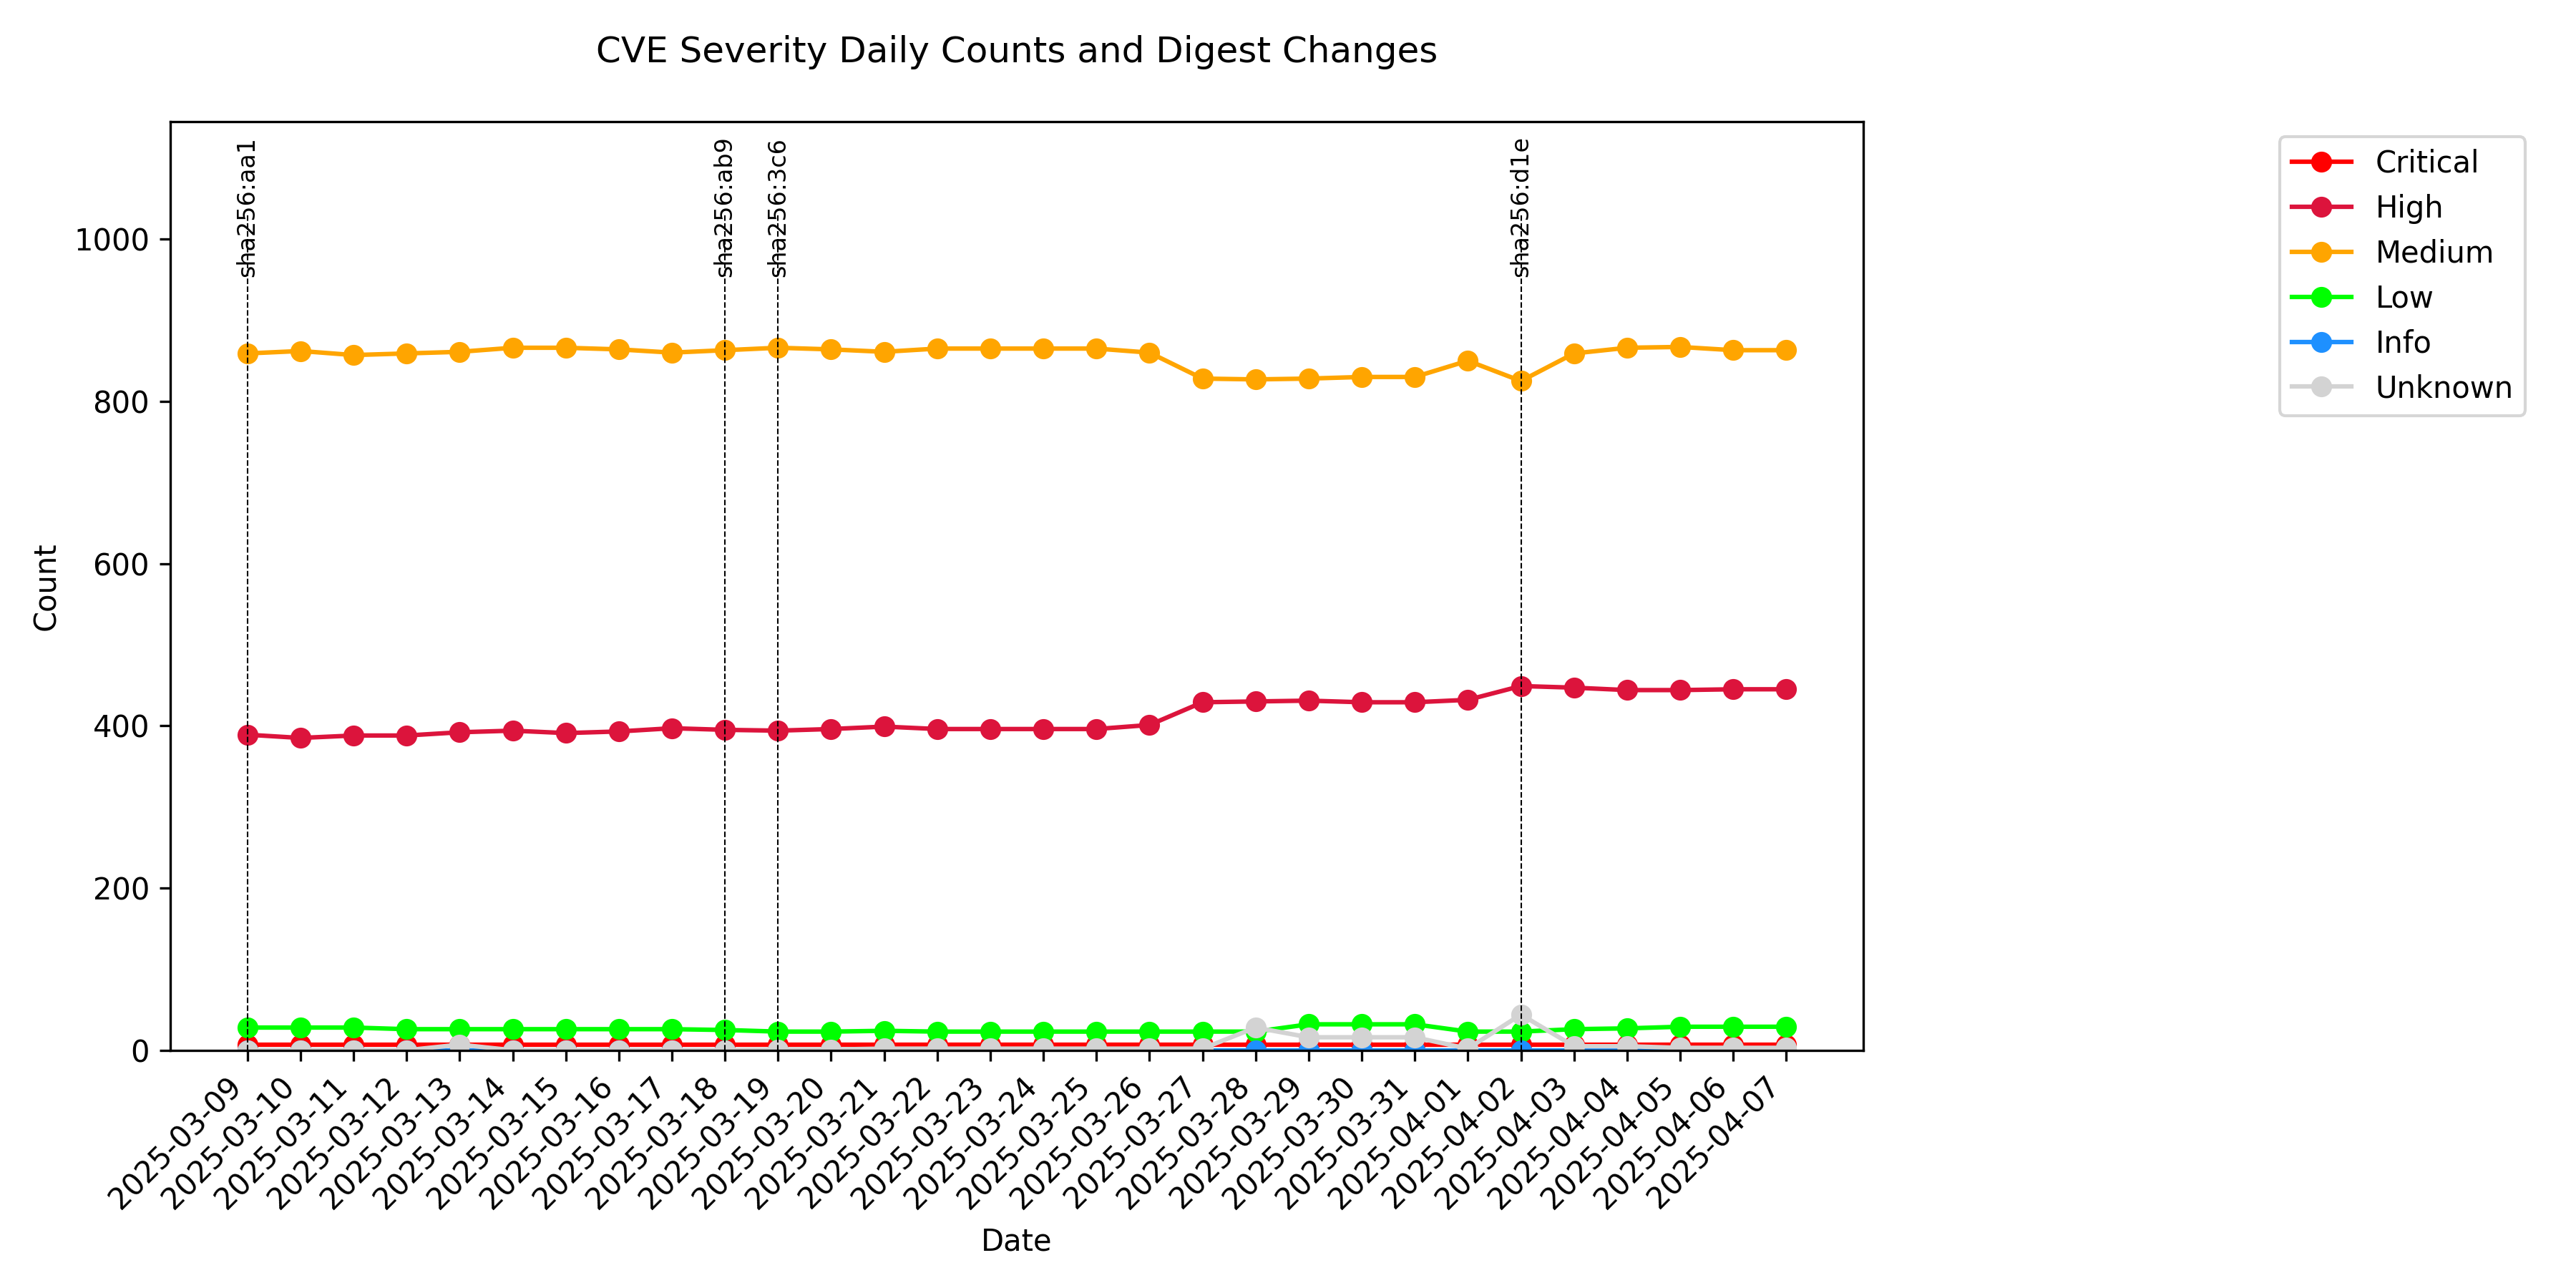 CVE Severity Daily Counts and Digest Changes
sha256:aa1
sha256:ab9
sha256:3c6
sha256:d1e
Critical
High
Medium
Low
Info
Unknown
Count
1000
800
600
400
200
0
2025-03-09
2025-03-10
2025-03-11
2025-03-12
2025-03-13
2025-03-14
2025-03-15
2025-03-16
2025-03-17
2025-03-18
2025-03-19
2025-03-20
2025-03-21
2025-03-22
2025-03-23
2025-03-24
2025-03-25
2025-03-26
2025-03-27
2025-03-28
2025-03-29
2025-03-30
2025-03-31
2025-04-01
2025-04-02
2025-04-03
2025-04-04
2025-04-05
2025-04-06
2025-04-07
Date